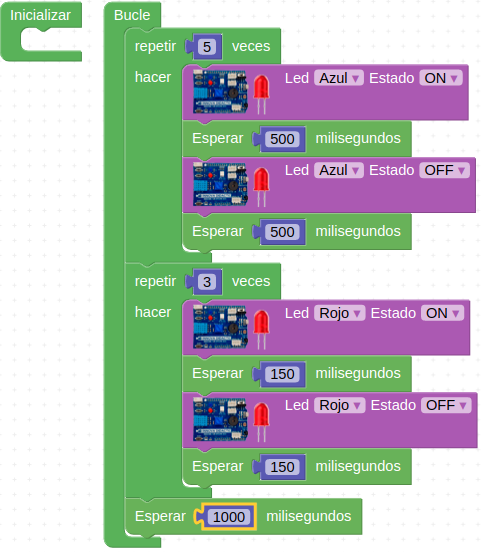 Inicializar
Bucle
repetir 5 veces
hacer
Led Azul Estado ON
Esperar 500 milisegundos
Led Azul Estado OFF
Esperar 500 milisegundos
repetir 3 veces
hacer
Led Rojo Estado ON
Esperar 150 milisegundos
Led Rojo Estado OFF
Esperar 150 milisegundos
Esperar 1000 milisegundos